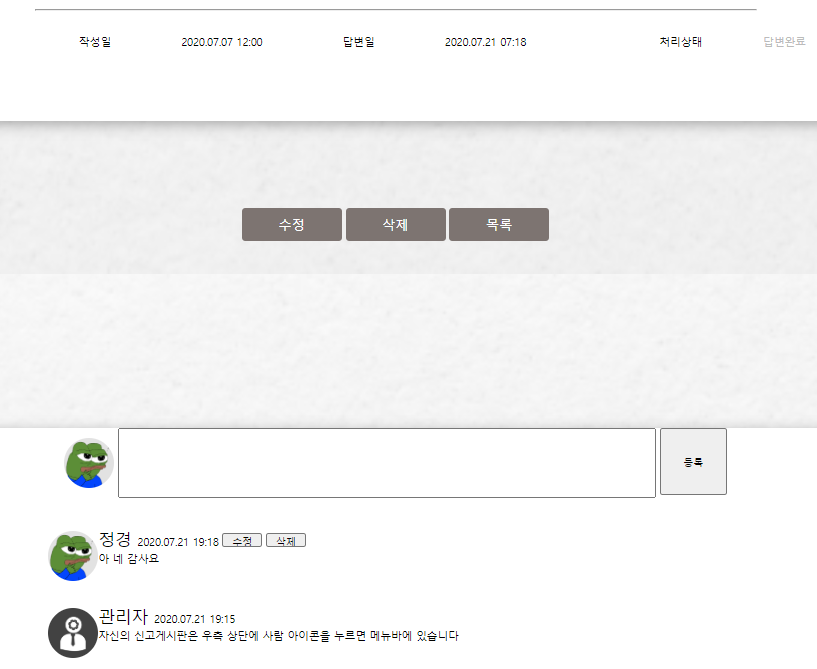 작성일 2020.07.07 12:00 답변일 2020.07.21 07:18 처리상태 답변완료
수정 삭제 목록
등록
정경 2020.07.21 19:18 수정 삭제
아 네 감사요
관리자 2020.07.21 19:15
자신의 신고게시판은 우측 상단에 사람 아이콘을 누르면 메뉴바에 있습니다